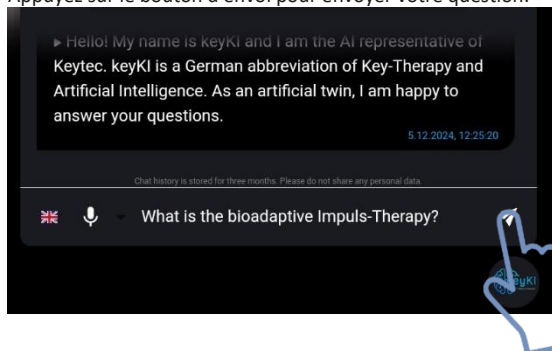 Appuyez sur le bouton d'envoi pour envoyer votre question.
▸ Hello! My name is keyKI and I am the AI representative of
Keytec. keyKI is a German abbreviation of Key-Therapy and
Artificial Intelligence. As an artificial twin, I am happy to
answer your questions.
5.12.2024, 12:25:20
Chat history is stored for three months. Please do not share any personal data.
What is the bioadaptive Impuls-Therapy?
keyKI